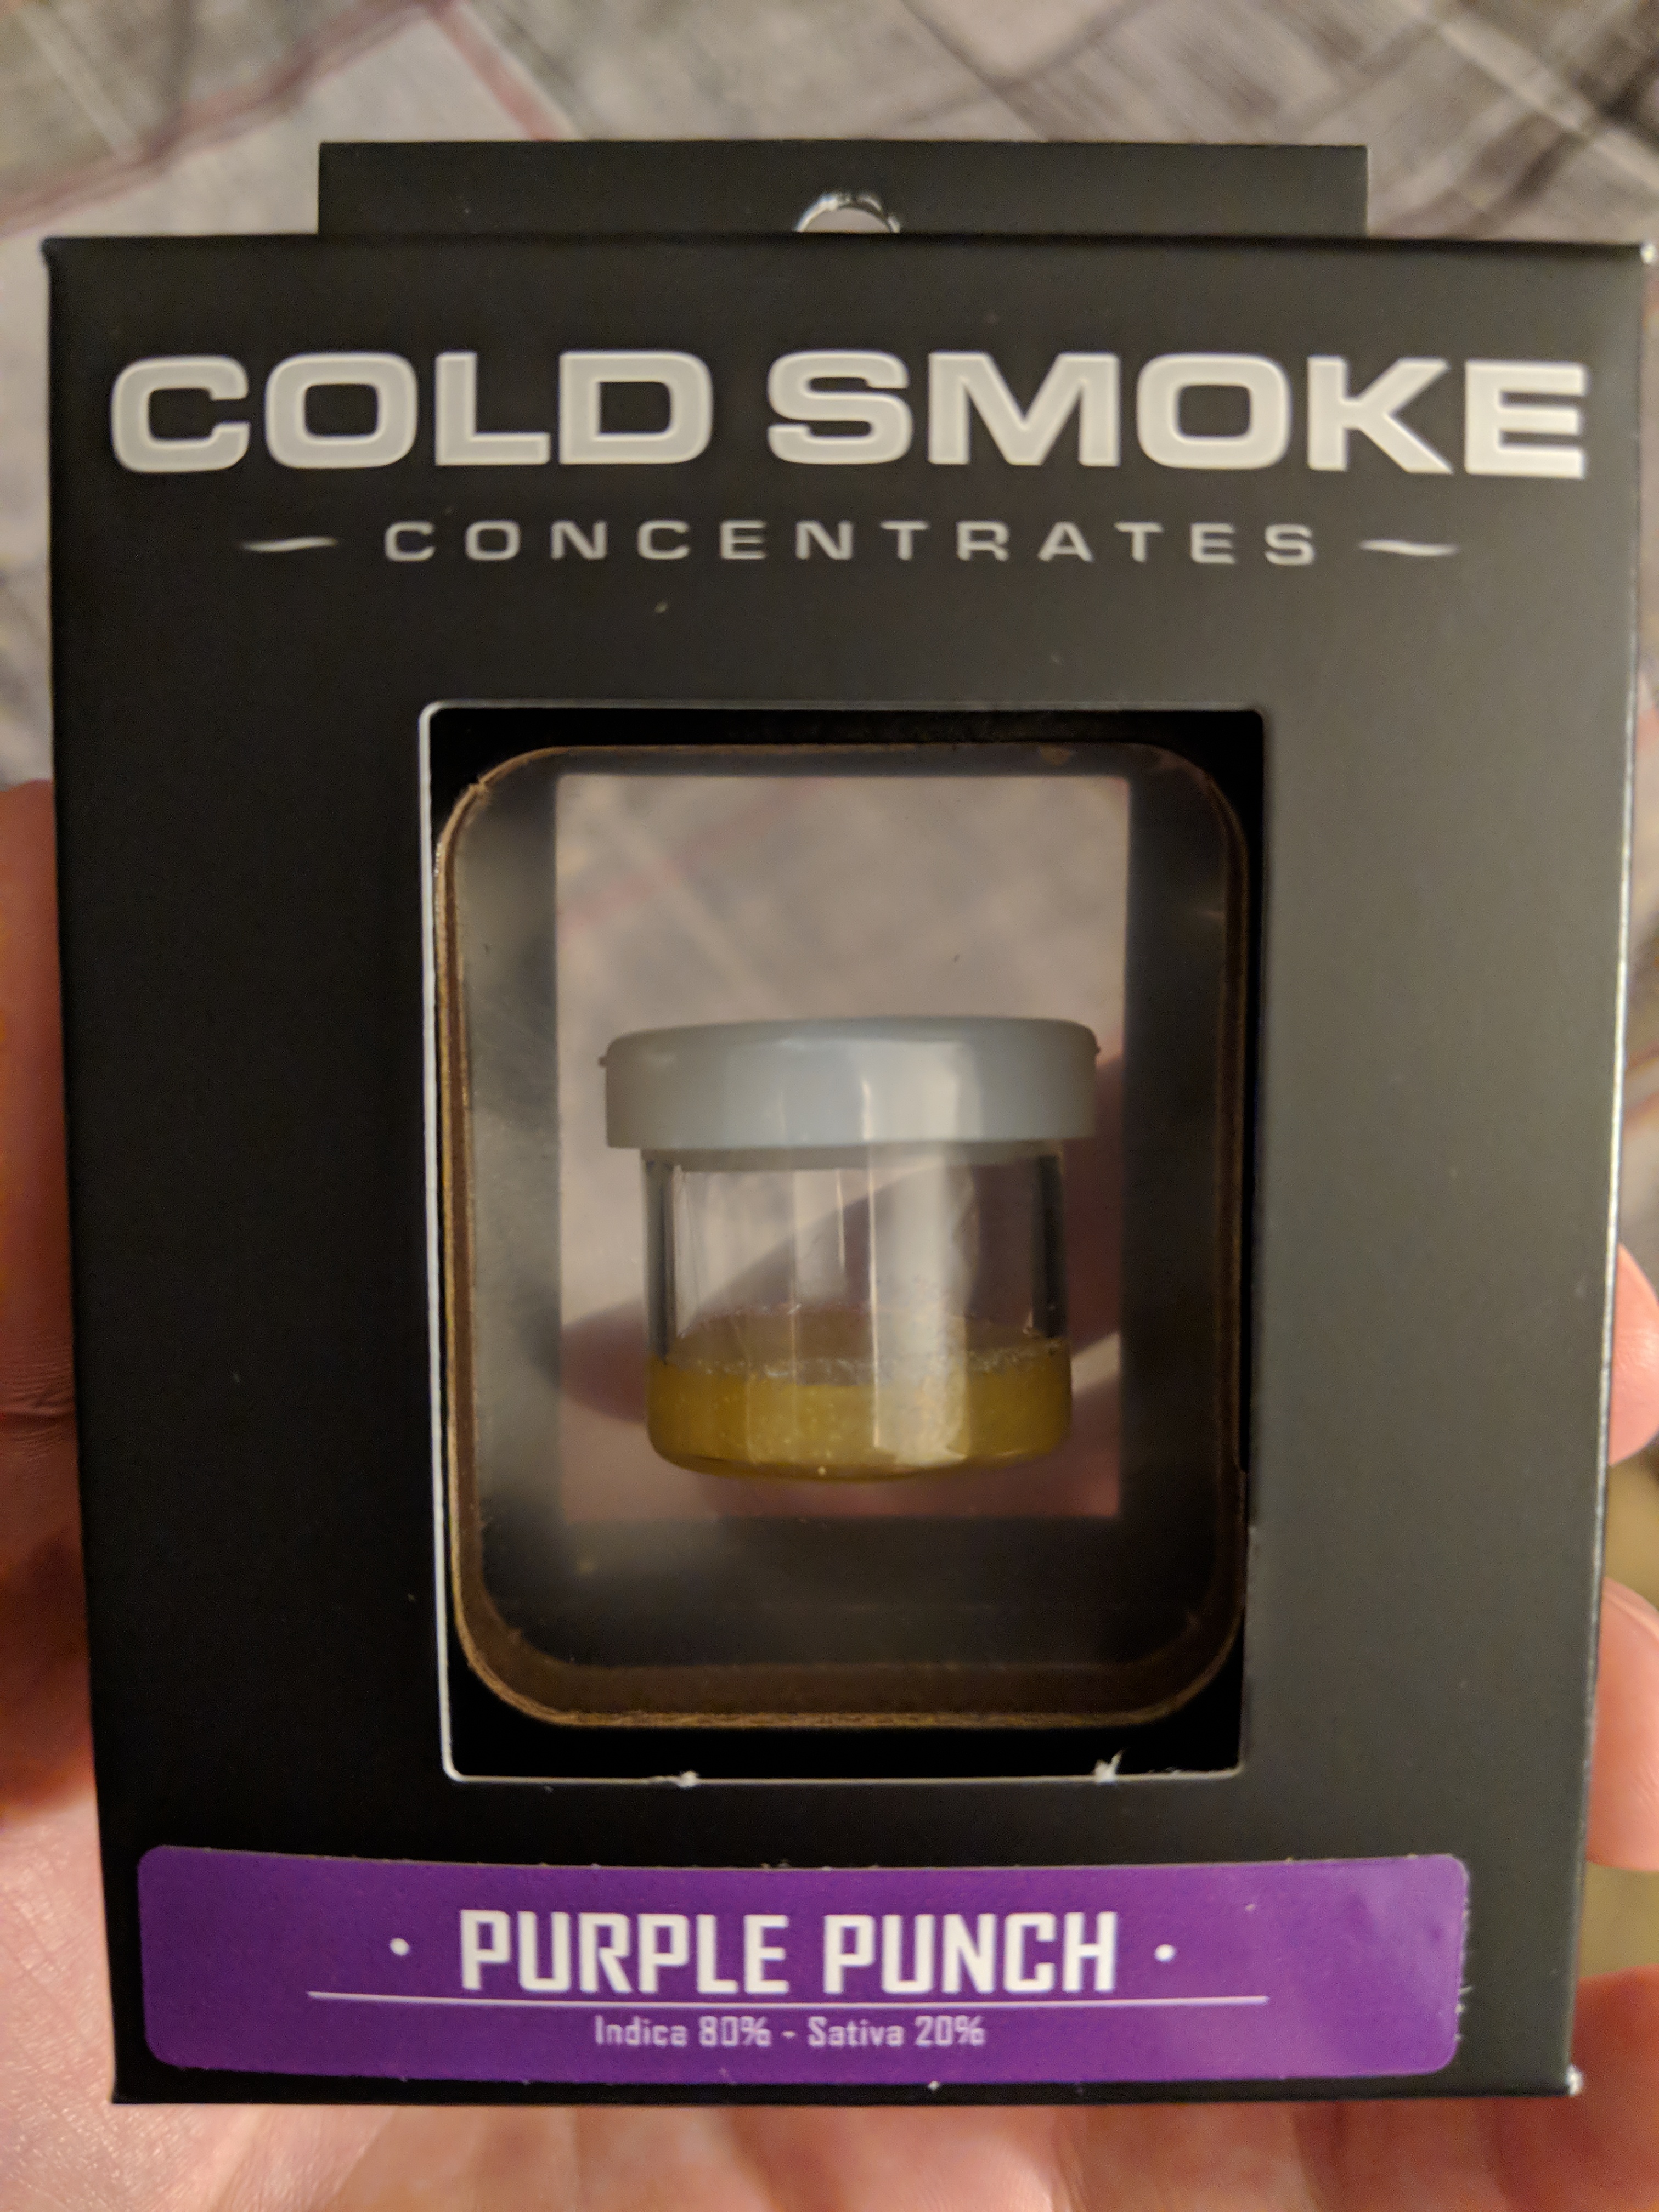 COLD SMOKE
CONCENTRATES
• PURPLE PUNCH •
Indica 80% - Sativa 20%